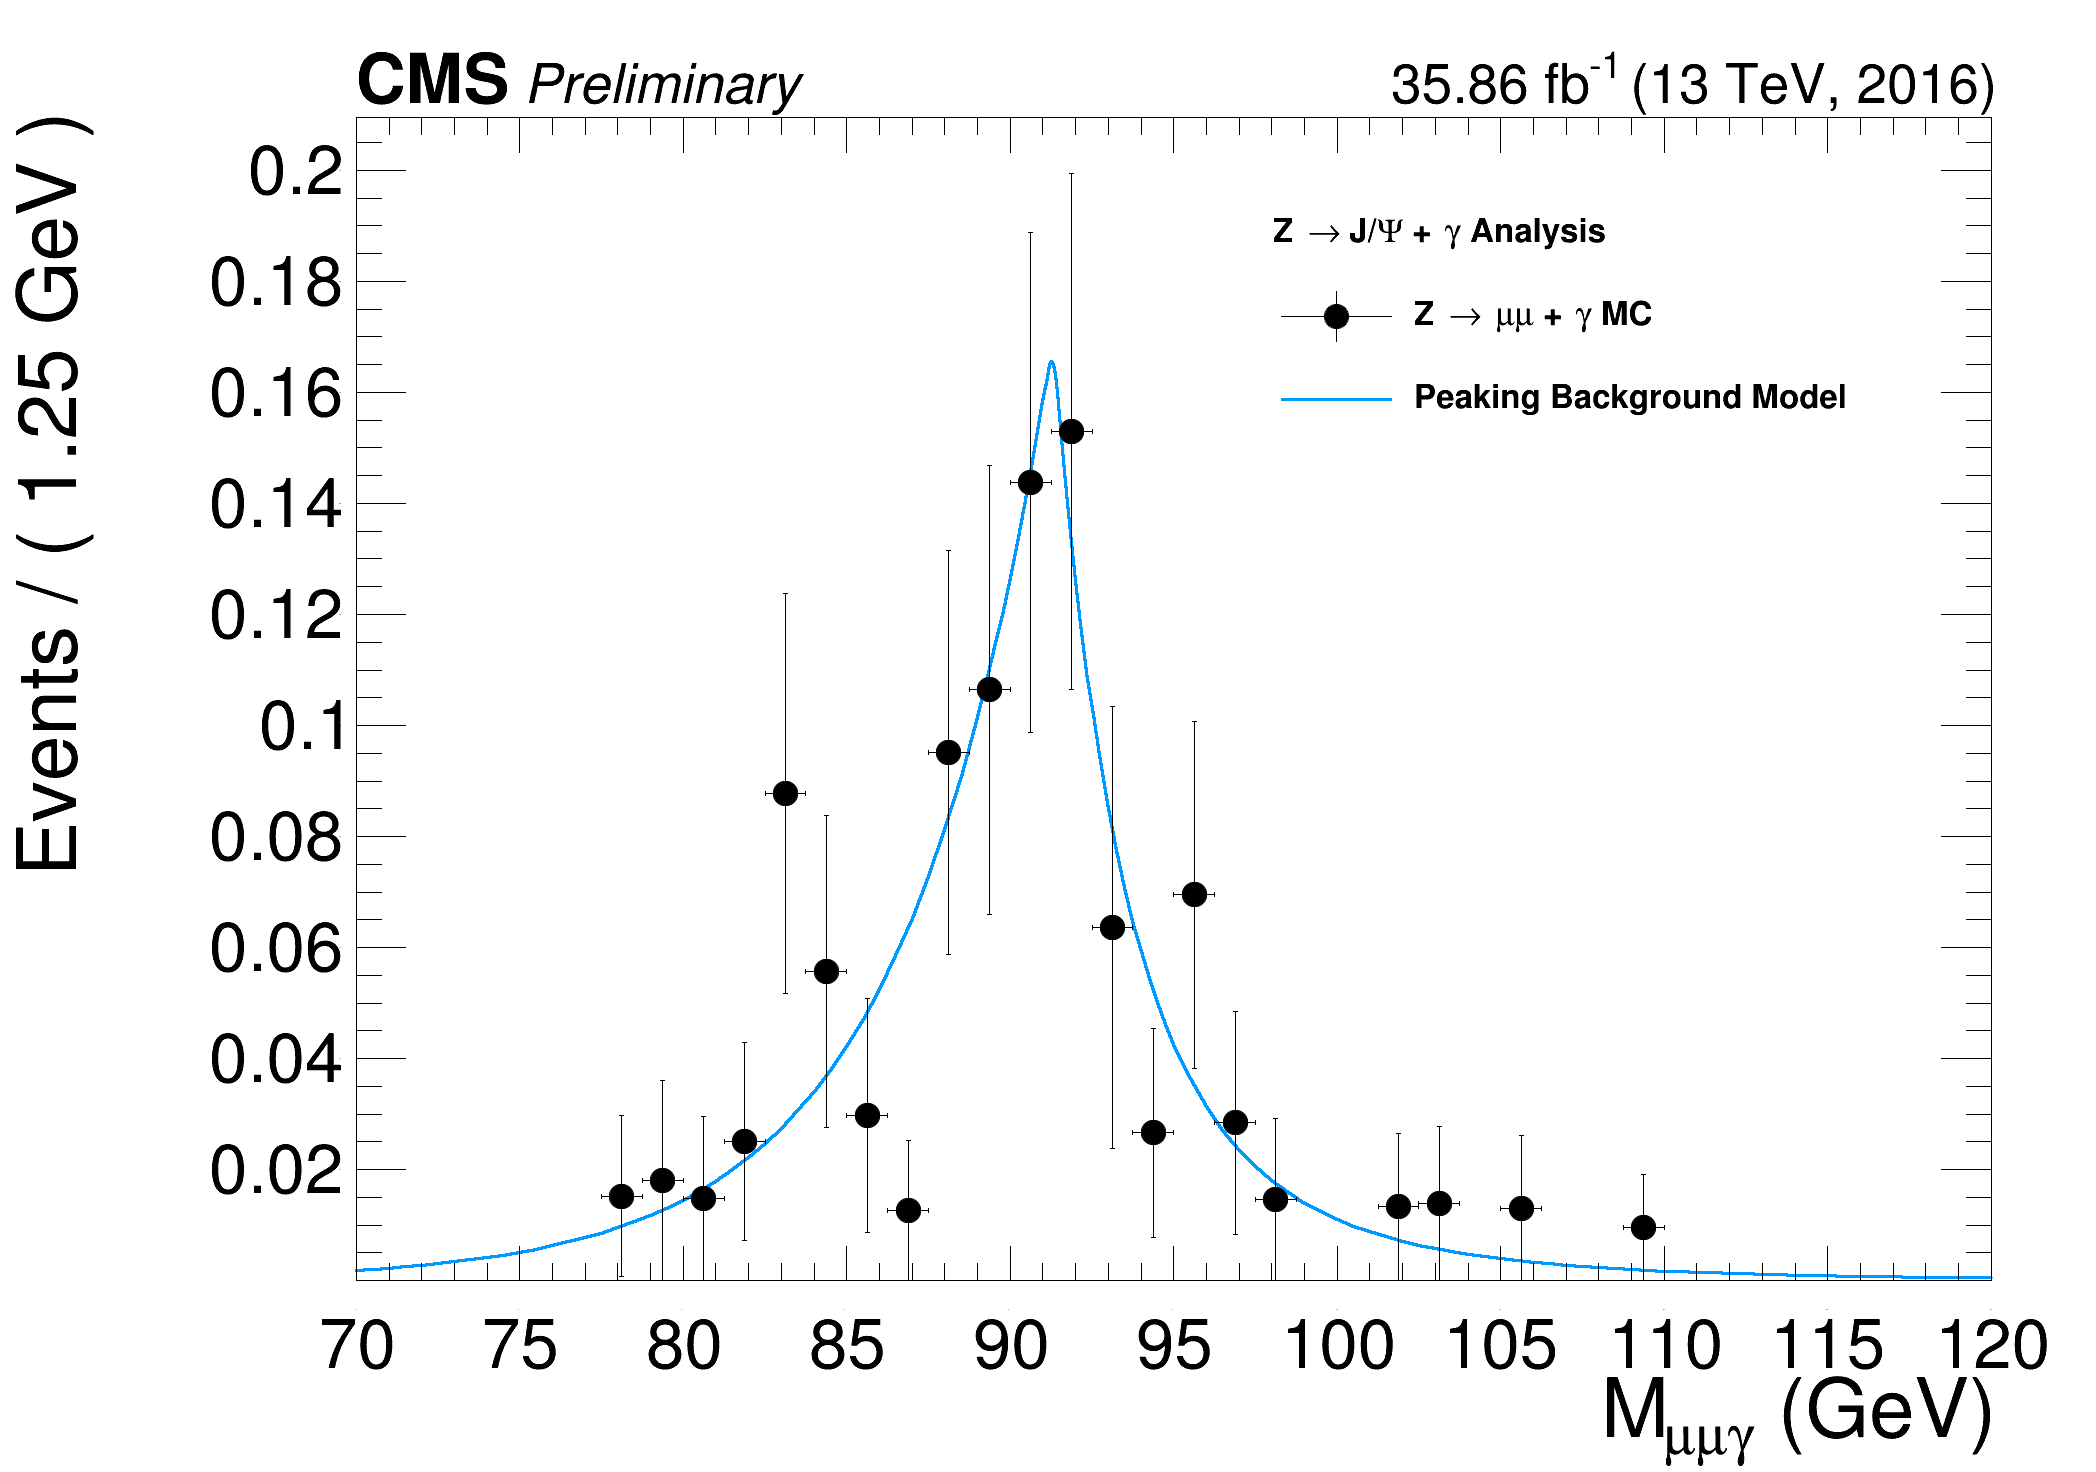 CMS Preliminary 35.86 fb⁻¹ (13 TeV, 2016)
Events / ( 1.25 GeV )
0.2
0.18
0.16
0.14
0.12
0.1
0.08
0.06
0.04
0.02
Z → J/Ψ + γ Analysis
Z → μμ + γ MC
Peaking Background Model
70 75 80 85 90 95 100 105 110 115 120
M_μμγ (GeV)